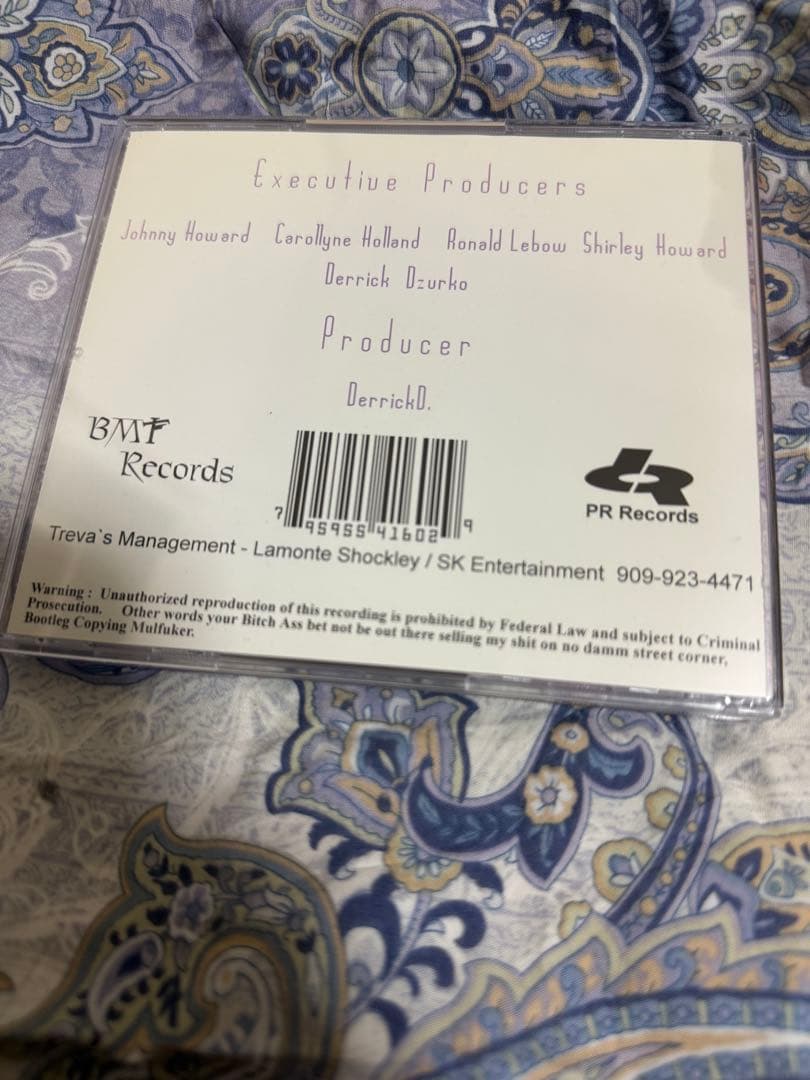 Executive Producers
Johnny Howard Carollyne Holland Ronald Lebow Shirley Howard
Derrick Dzurko
Producer
DerrickD.
BMF
Records
7 95955 41602 9
PR Records
Treva`s Management - Lamonte Shockley / SK Entertainment 909-923-4471
Warning : Unauthorized reproduction of this recording is prohibited by Federal Law and subject to Criminal
Prosecution. Other words your Bitch Ass bet not be out there selling my shit on no damm street corner,
Bootleg Copying Mulfuker.